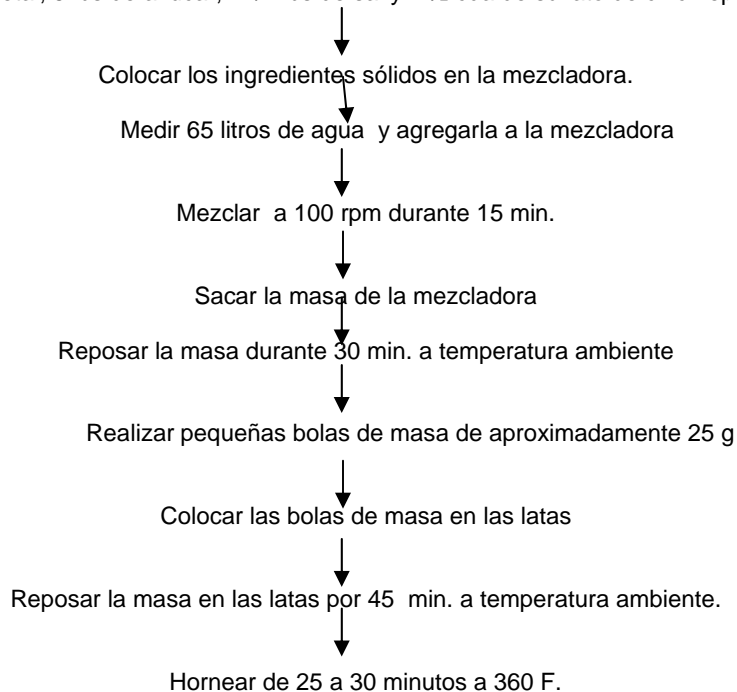 Colocar los ingredientes sólidos en la mezcladora.
Medir 65 litros de agua  y agregarla a la mezcladora
Mezclar  a 100 rpm durante 15 min.
Sacar la masa de la mezcladora
Reposar la masa durante 30 min. a temperatura ambiente
Realizar pequeñas bolas de masa de aproximadamente 25 g
Colocar las bolas de masa en las latas
Reposar la masa en las latas por 45  min. a temperatura ambiente.
Hornear de 25 a 30 minutos a 360 F.